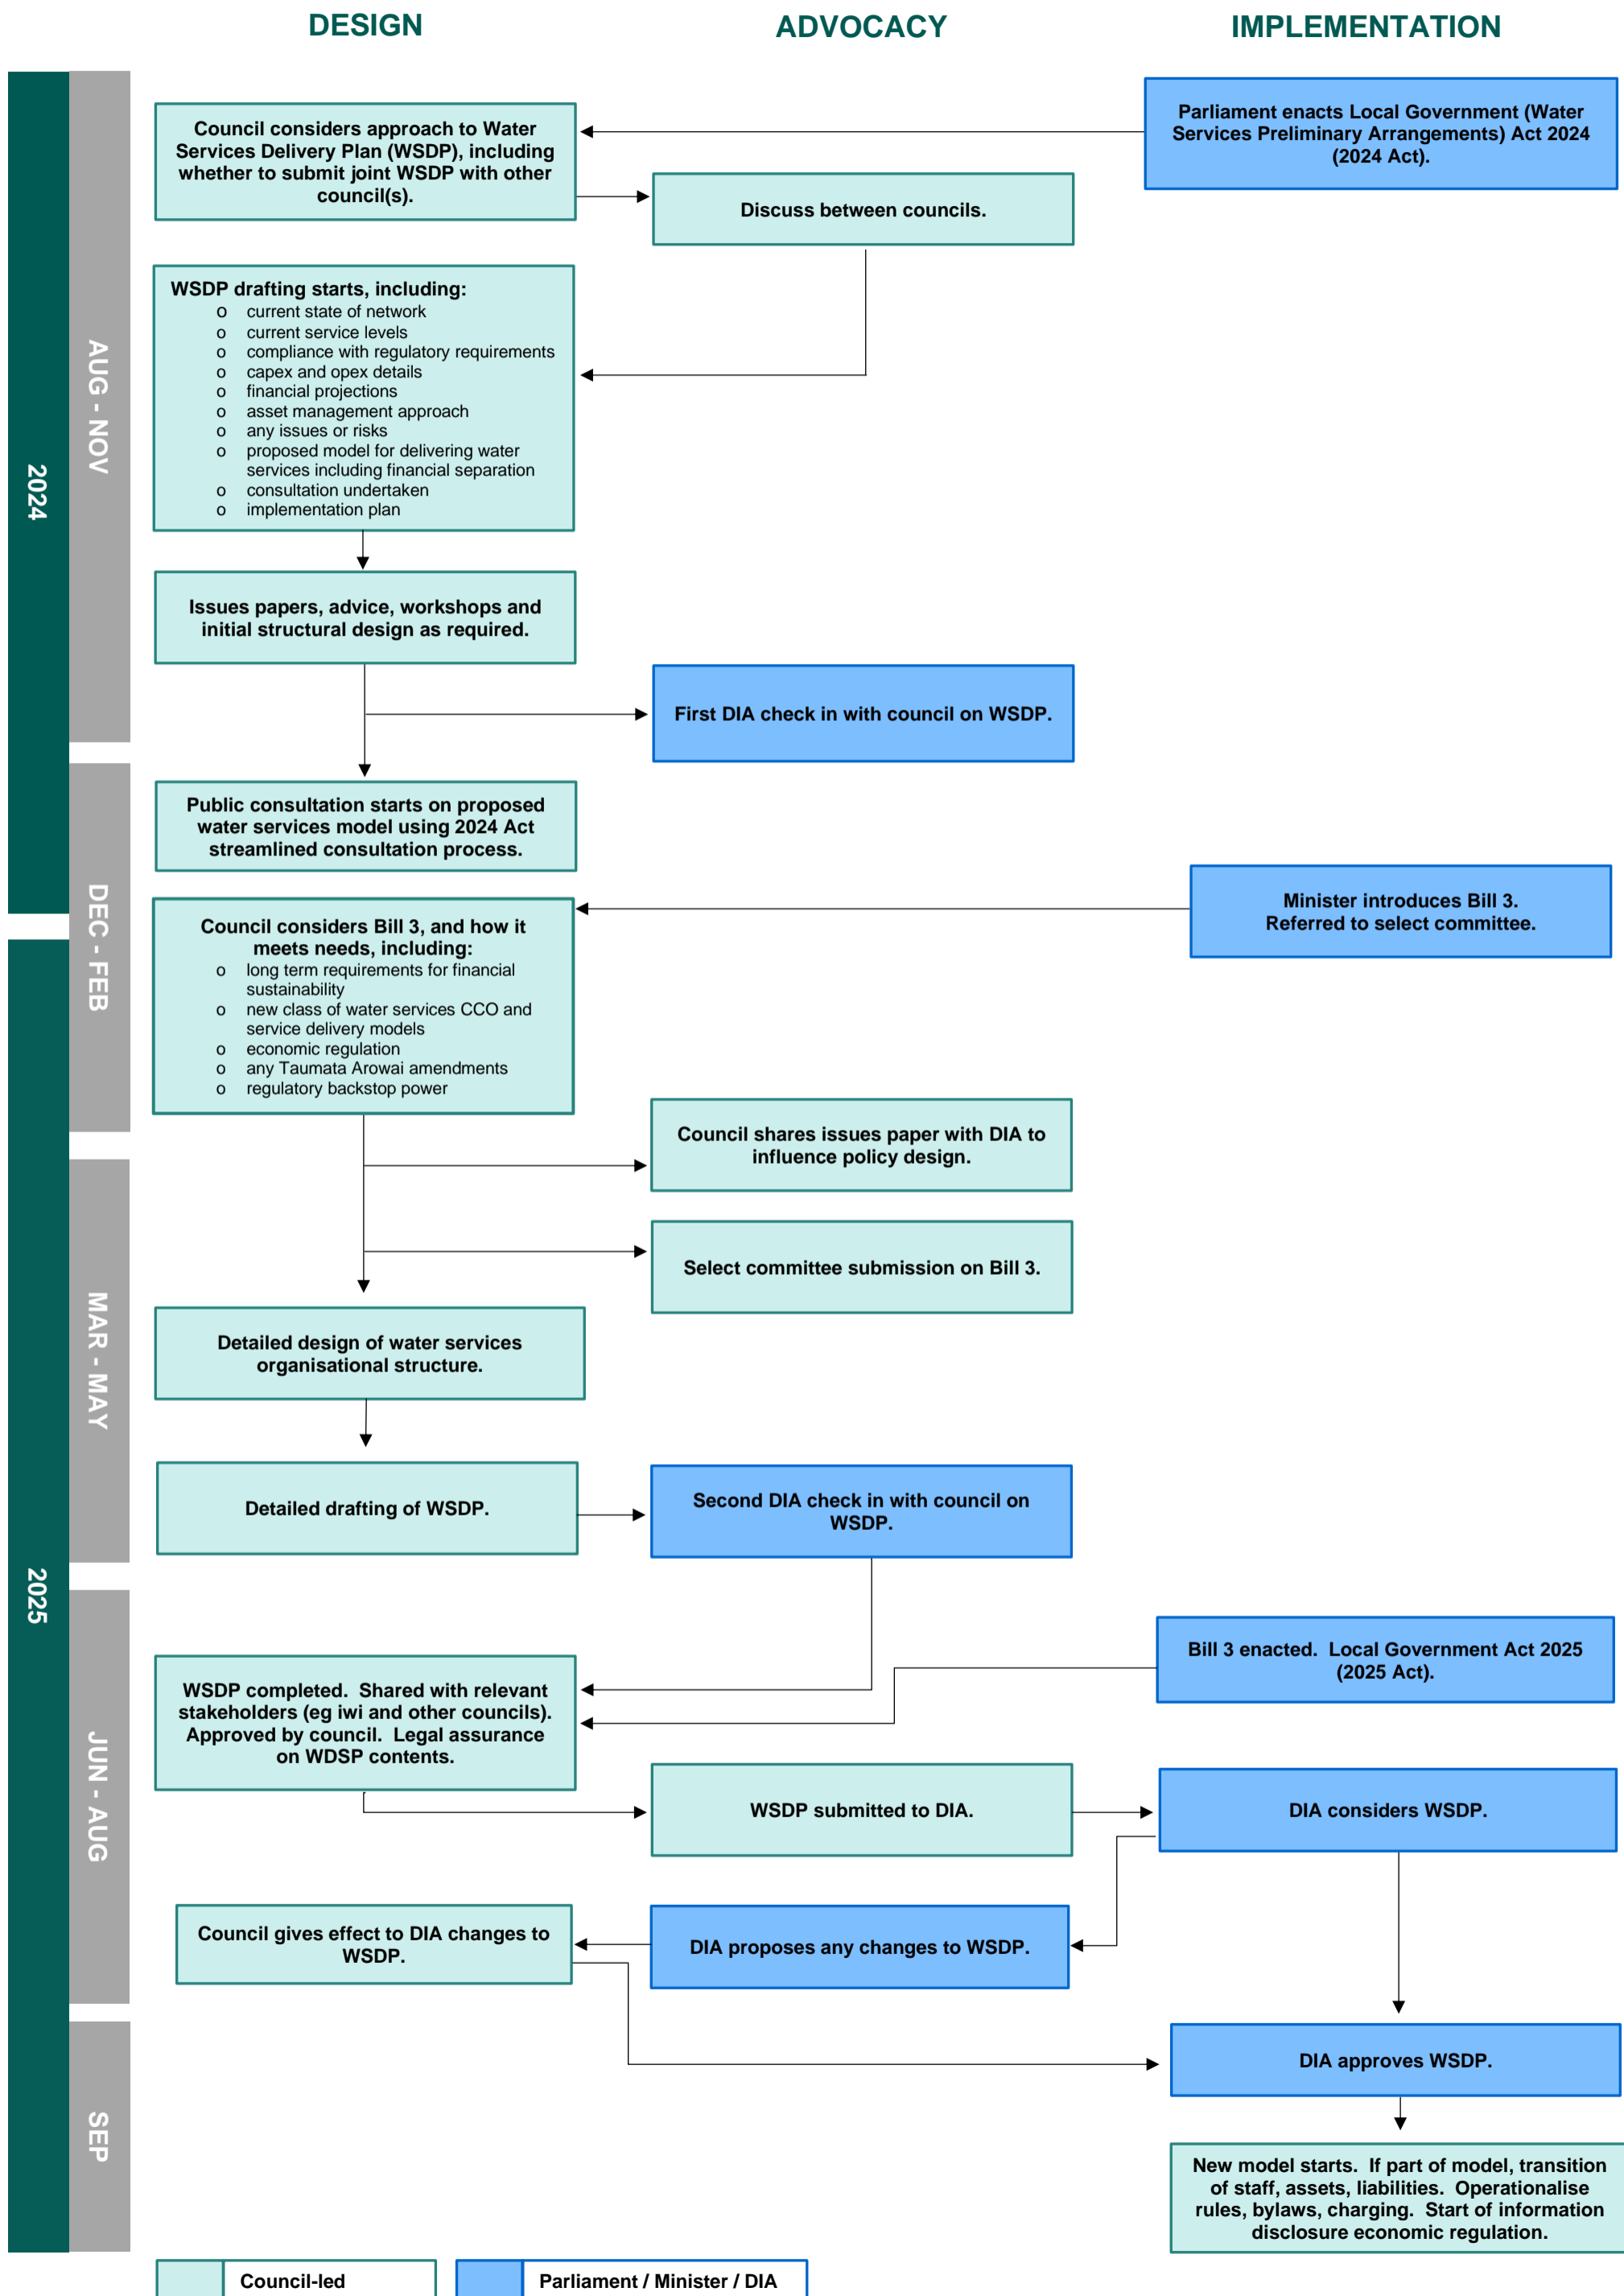 DESIGN
ADVOCACY
IMPLEMENTATION
2024
AUG - NOV
Parliament enacts Local Government (Water
Services Preliminary Arrangements) Act 2024
(2024 Act).
Council considers approach to Water
Services Delivery Plan (WSDP), including
whether to submit joint WSDP with other
council(s).
Discuss between councils.
WSDP drafting starts, including:
o current state of network
o current service levels
o compliance with regulatory requirements
o capex and opex details
o financial projections
o asset management approach
o any issues or risks
o proposed model for delivering water
services including financial separation
o consultation undertaken
o implementation plan
Issues papers, advice, workshops and
initial structural design as required.
First DIA check in with council on WSDP.
DEC - FEB
Public consultation starts on proposed
water services model using 2024 Act
streamlined consultation process.
Minister introduces Bill 3.
Referred to select committee.
2025
Council considers Bill 3, and how it
meets needs, including:
o long term requirements for financial
sustainability
o new class of water services CCO and
service delivery models
o economic regulation
o any Taumata Arowai amendments
o regulatory backstop power
MAR - MAY
Council shares issues paper with DIA to
influence policy design.
Select committee submission on Bill 3.
Detailed design of water services
organisational structure.
Detailed drafting of WSDP.
Second DIA check in with council on
WSDP.
JUN - AUG
Bill 3 enacted. Local Government Act 2025
(2025 Act).
WSDP completed. Shared with relevant
stakeholders (eg iwi and other councils).
Approved by council. Legal assurance
on WDSP contents.
WSDP submitted to DIA.
DIA considers WSDP.
DIA proposes any changes to WSDP.
Council gives effect to DIA changes to
WSDP.
SEP
DIA approves WSDP.
New model starts. If part of model, transition
of staff, assets, liabilities. Operationalise
rules, bylaws, charging. Start of information
disclosure economic regulation.
Council-led
Parliament / Minister / DIA